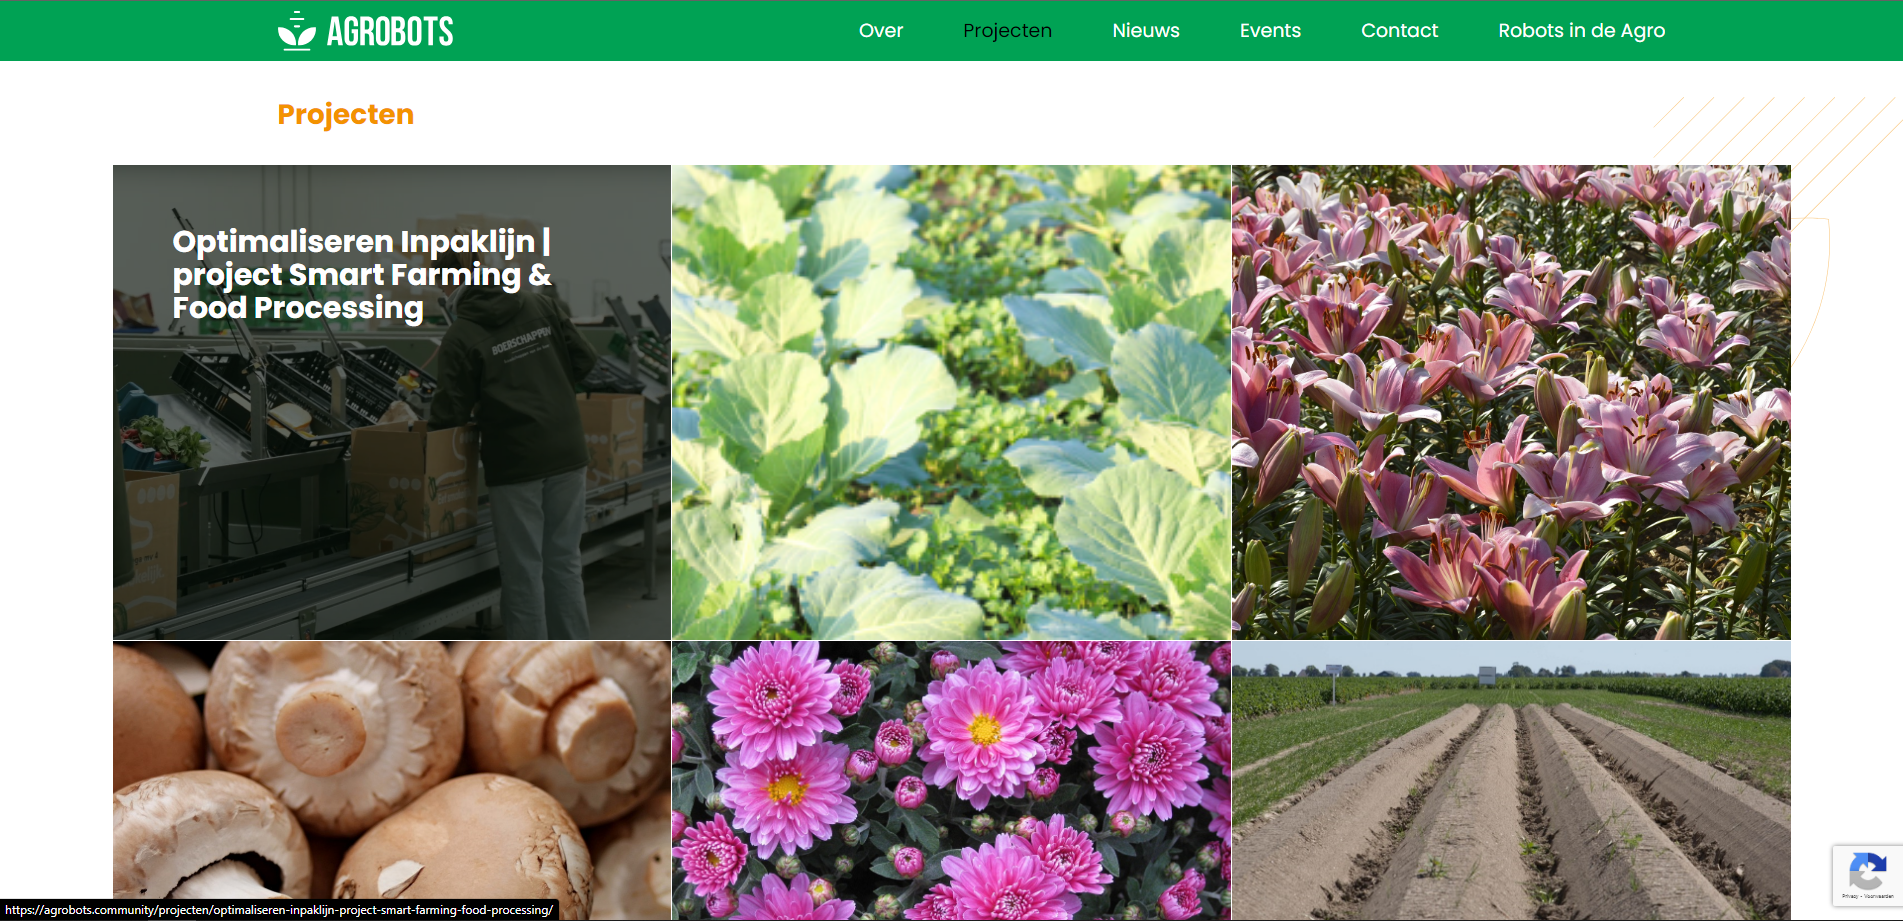 AGROBOTS
Over Projecten Nieuws Events Contact Robots in de Agro
Projecten
Optimaliseren Inpaklijn |
project Smart Farming &
Food Processing
BOERSCHAPPEN
Privacy - Voorwaarden
https://agrobots.community/projecten/optimaliseren-inpaklijn-project-smart-farming-food-processing/